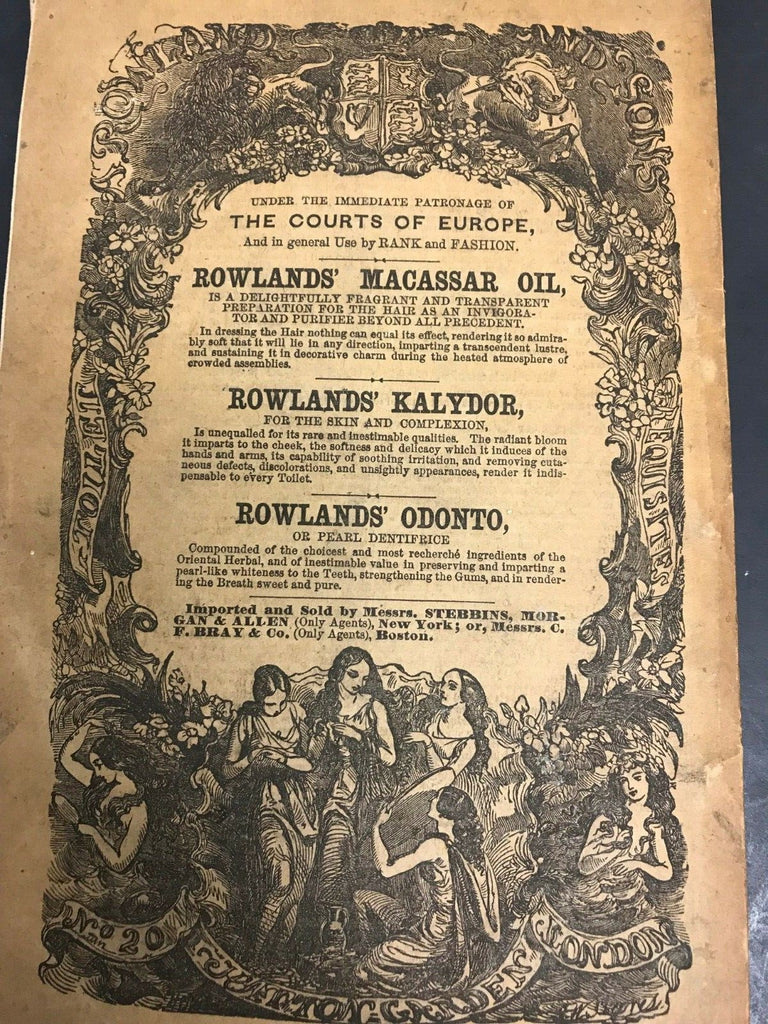 A. ROWLAND AND SONS
UNDER THE IMMEDIATE PATRONAGE OF
THE COURTS OF EUROPE,
And in general Use by RANK and FASHION.
ROWLANDS' MACASSAR OIL,
IS A DELIGHTFULLY FRAGRANT AND TRANSPARENT
PREPARATION FOR THE HAIR AS AN INVIGORA-
TOR AND PURIFIER BEYOND ALL PRECEDENT.
In dressing the Hair nothing can equal its effect, rendering it so admira-
bly soft that it will lie in any direction, imparting a transcendent lustre,
and sustaining it in decorative charm during the heated atmosphere of
crowded assemblies.
ROWLANDS' KALYDOR,
FOR THE SKIN AND COMPLEXION,
Is unequalled for its rare and inestimable qualities. The radiant bloom
it imparts to the cheek, the softness and delicacy which it induces of the
hands and arms, its capability of soothing irritation, and removing cuta-
neous defects, discolorations, and unsightly appearances, render it indis-
pensable to every Toilet.
TOILET
REQUISITES
ROWLANDS' ODONTO,
OR PEARL DENTIFRICE
Compounded of the choicest and most recherché ingredients of the
Oriental Herbal, and of inestimable value in preserving and imparting a
pearl-like whiteness to the Teeth, strengthening the Gums, and in render-
ing the Breath sweet and pure.
Imported and Sold by Messrs. STEBBINS, MOR-
GAN & ALLEN (Only Agents), New York; or, Messrs. C.
F. BRAY & Co. (Only Agents), Boston.
No 20
HATTON-GARDEN
LONDON